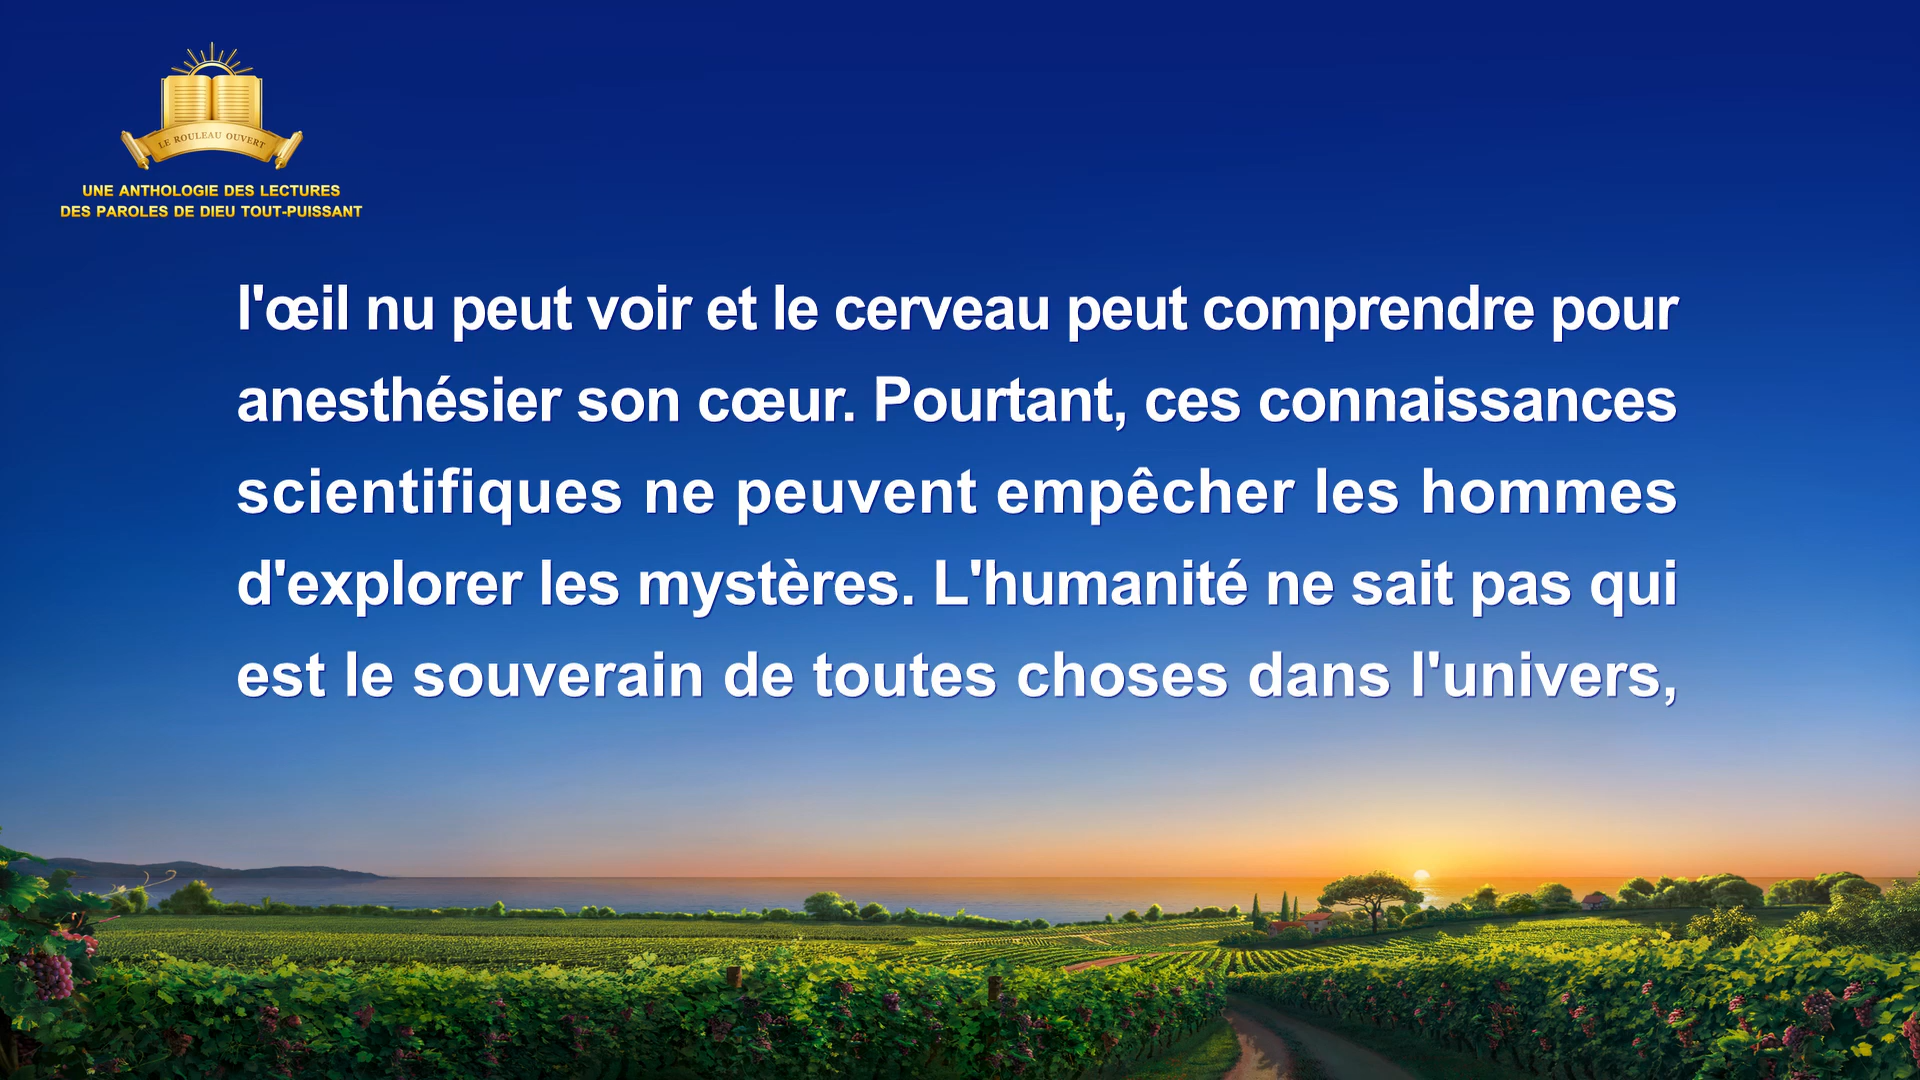 LE ROULEAU OUVERT
UNE ANTHOLOGIE DES LECTURES
DES PAROLES DE DIEU TOUT-PUISSANT
l'œil nu peut voir et le cerveau peut comprendre pour
anesthésier son cœur. Pourtant, ces connaissances
scientifiques ne peuvent empêcher les hommes
d'explorer les mystères. L'humanité ne sait pas qui
est le souverain de toutes choses dans l'univers,